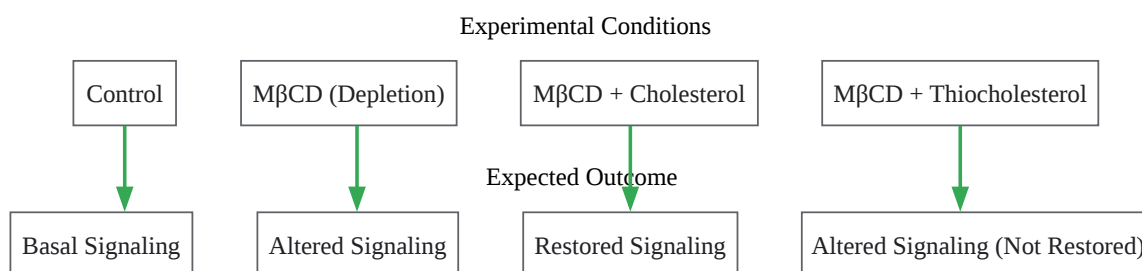 Experimental Conditions
Control
MβCD (Depletion)
MβCD + Cholesterol
MβCD + Thiocholesterol
Expected Outcome
Basal Signaling
Altered Signaling
Restored Signaling
Altered Signaling (Not Restored)